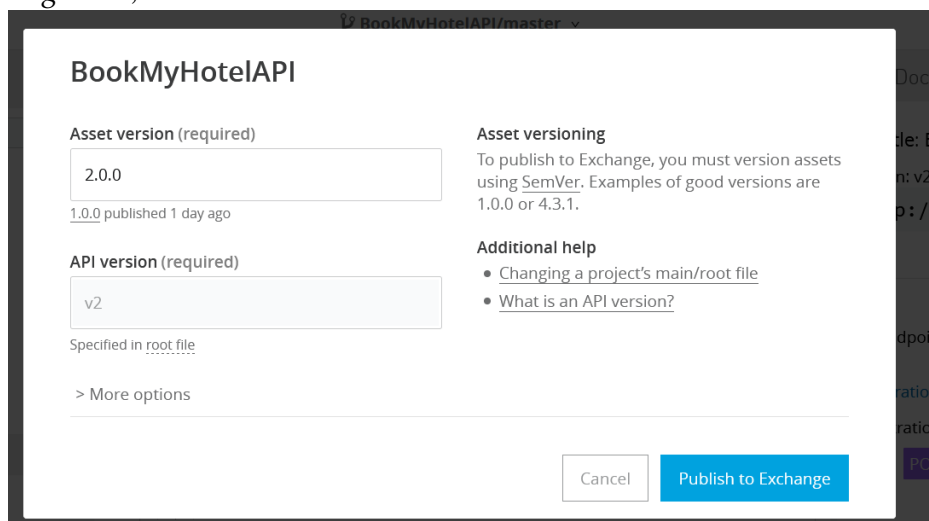 BookMyHotelAPI/master
BookMyHotelAPI
Asset version (required)
2.0.0
1.0.0 published 1 day ago
API version (required)
v2
Specified in root file
> More options
Asset versioning
To publish to Exchange, you must version assets
using SemVer. Examples of good versions are
1.0.0 or 4.3.1.
Additional help
• Changing a project's main/root file
• What is an API version?
Cancel
Publish to Exchange